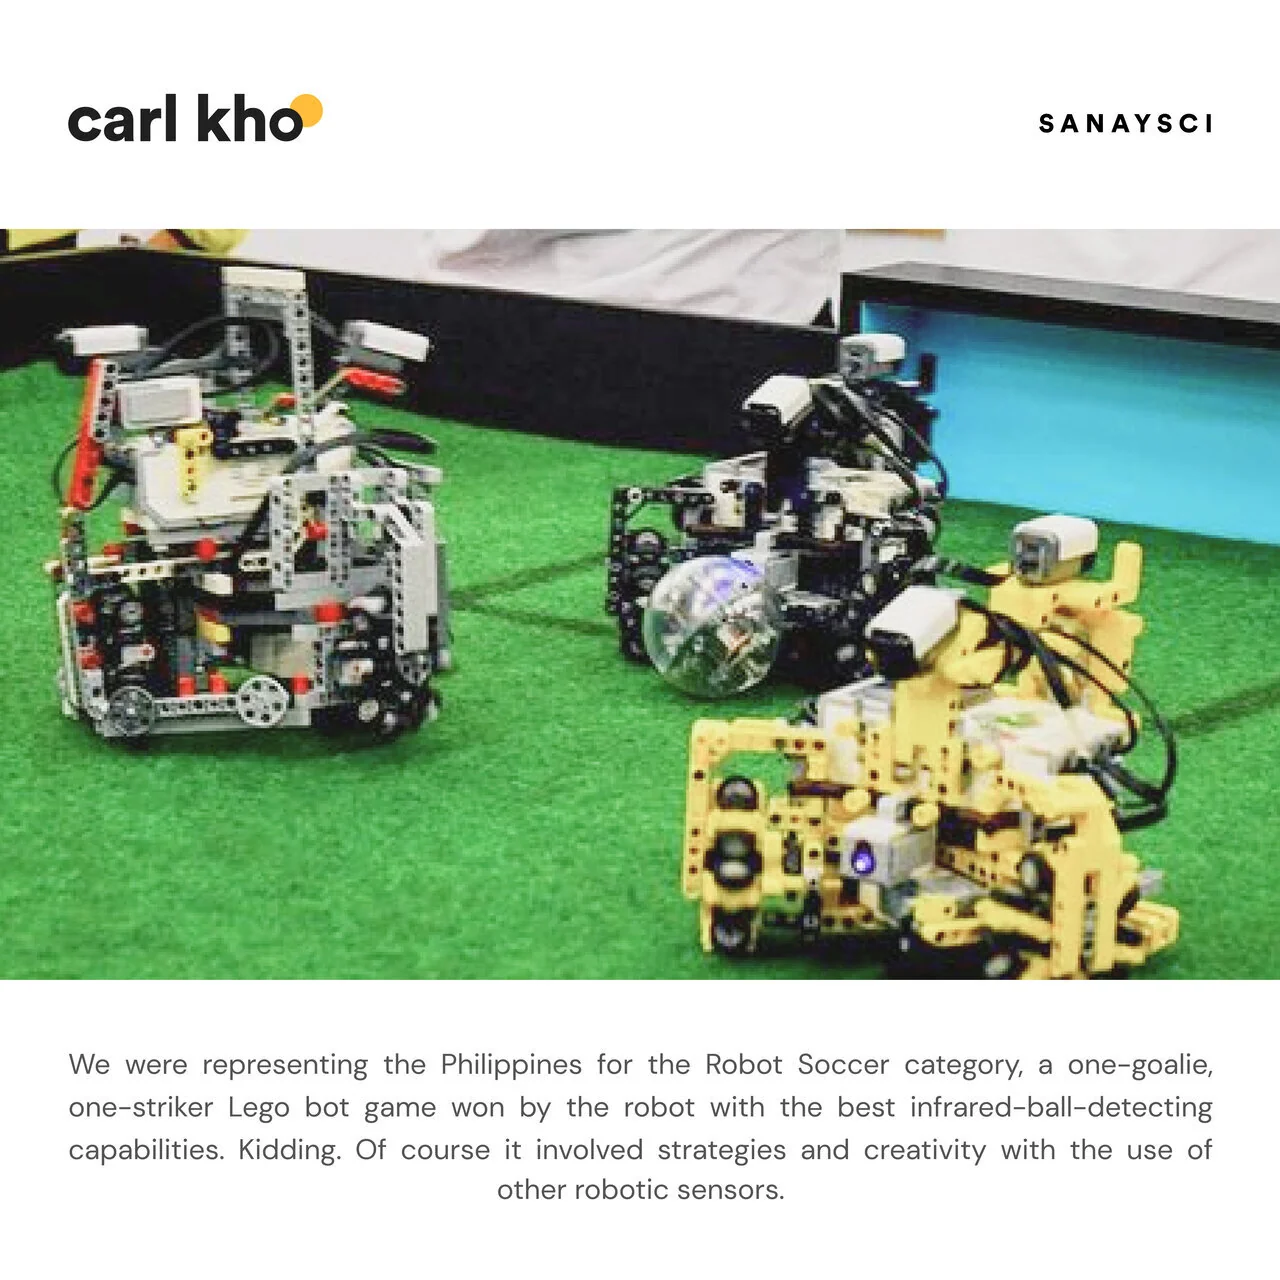 carl kho
SANAYSCI
We were representing the Philippines for the Robot Soccer category, a one-goalie,
one-striker Lego bot game won by the robot with the best infrared-ball-detecting
capabilities. Kidding. Of course it involved strategies and creativity with the use of
other robotic sensors.